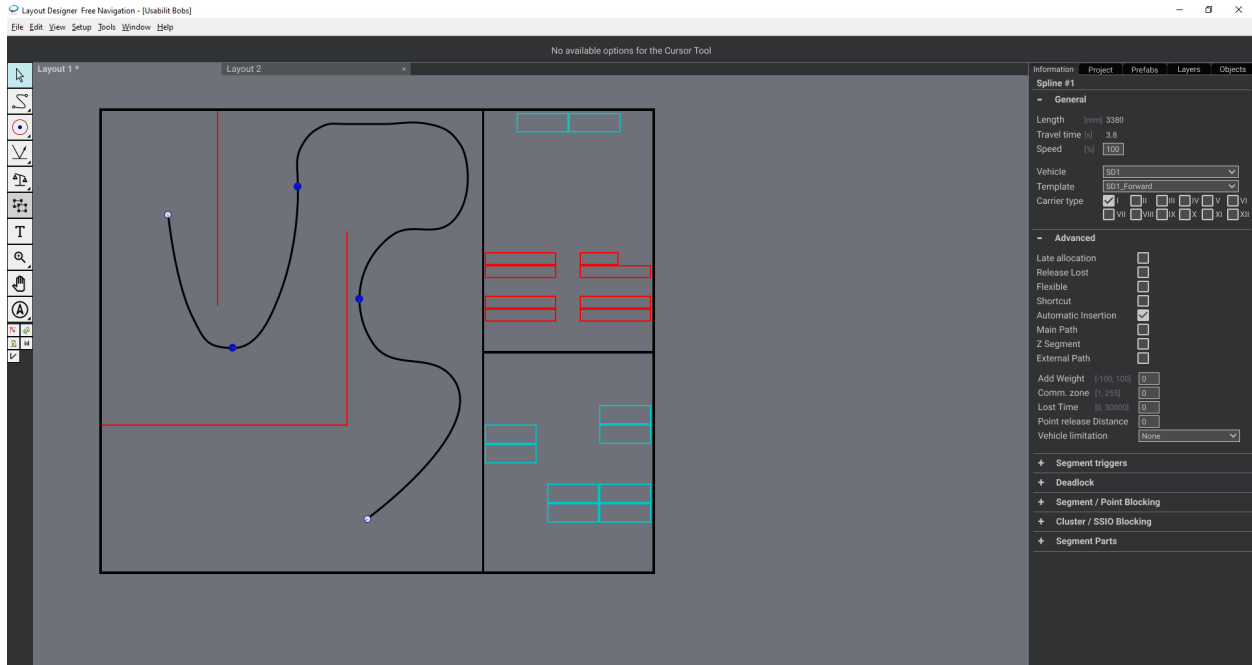 Layout Designer Free Navigation - [Usabilit Bobs]
File Edit View Setup Tools Window Help
No available options for the Cursor Tool
Layout 1 *
Layout 2 ×
T
A
Information Project Prefabs Layers Objects
Spline #1
− General
Length [mm] 3380
Travel time [s] 3.8
Speed [%] 100
Vehicle SD1
Template SD1_Forward
Carrier type I II III IV V VI
VII VIII IX X XI XII
− Advanced
Late allocation
Release Lost
Flexible
Shortcut
Automatic Insertion
Main Path
Z Segment
External Path
Add Weight [-100, 100] 0
Comm. zone [1, 255] 0
Lost Time [0, 30000] 0
Point release Distance 0
Vehicle limitation None
+ Segment triggers
+ Deadlock
+ Segment / Point Blocking
+ Cluster / SSIO Blocking
+ Segment Parts